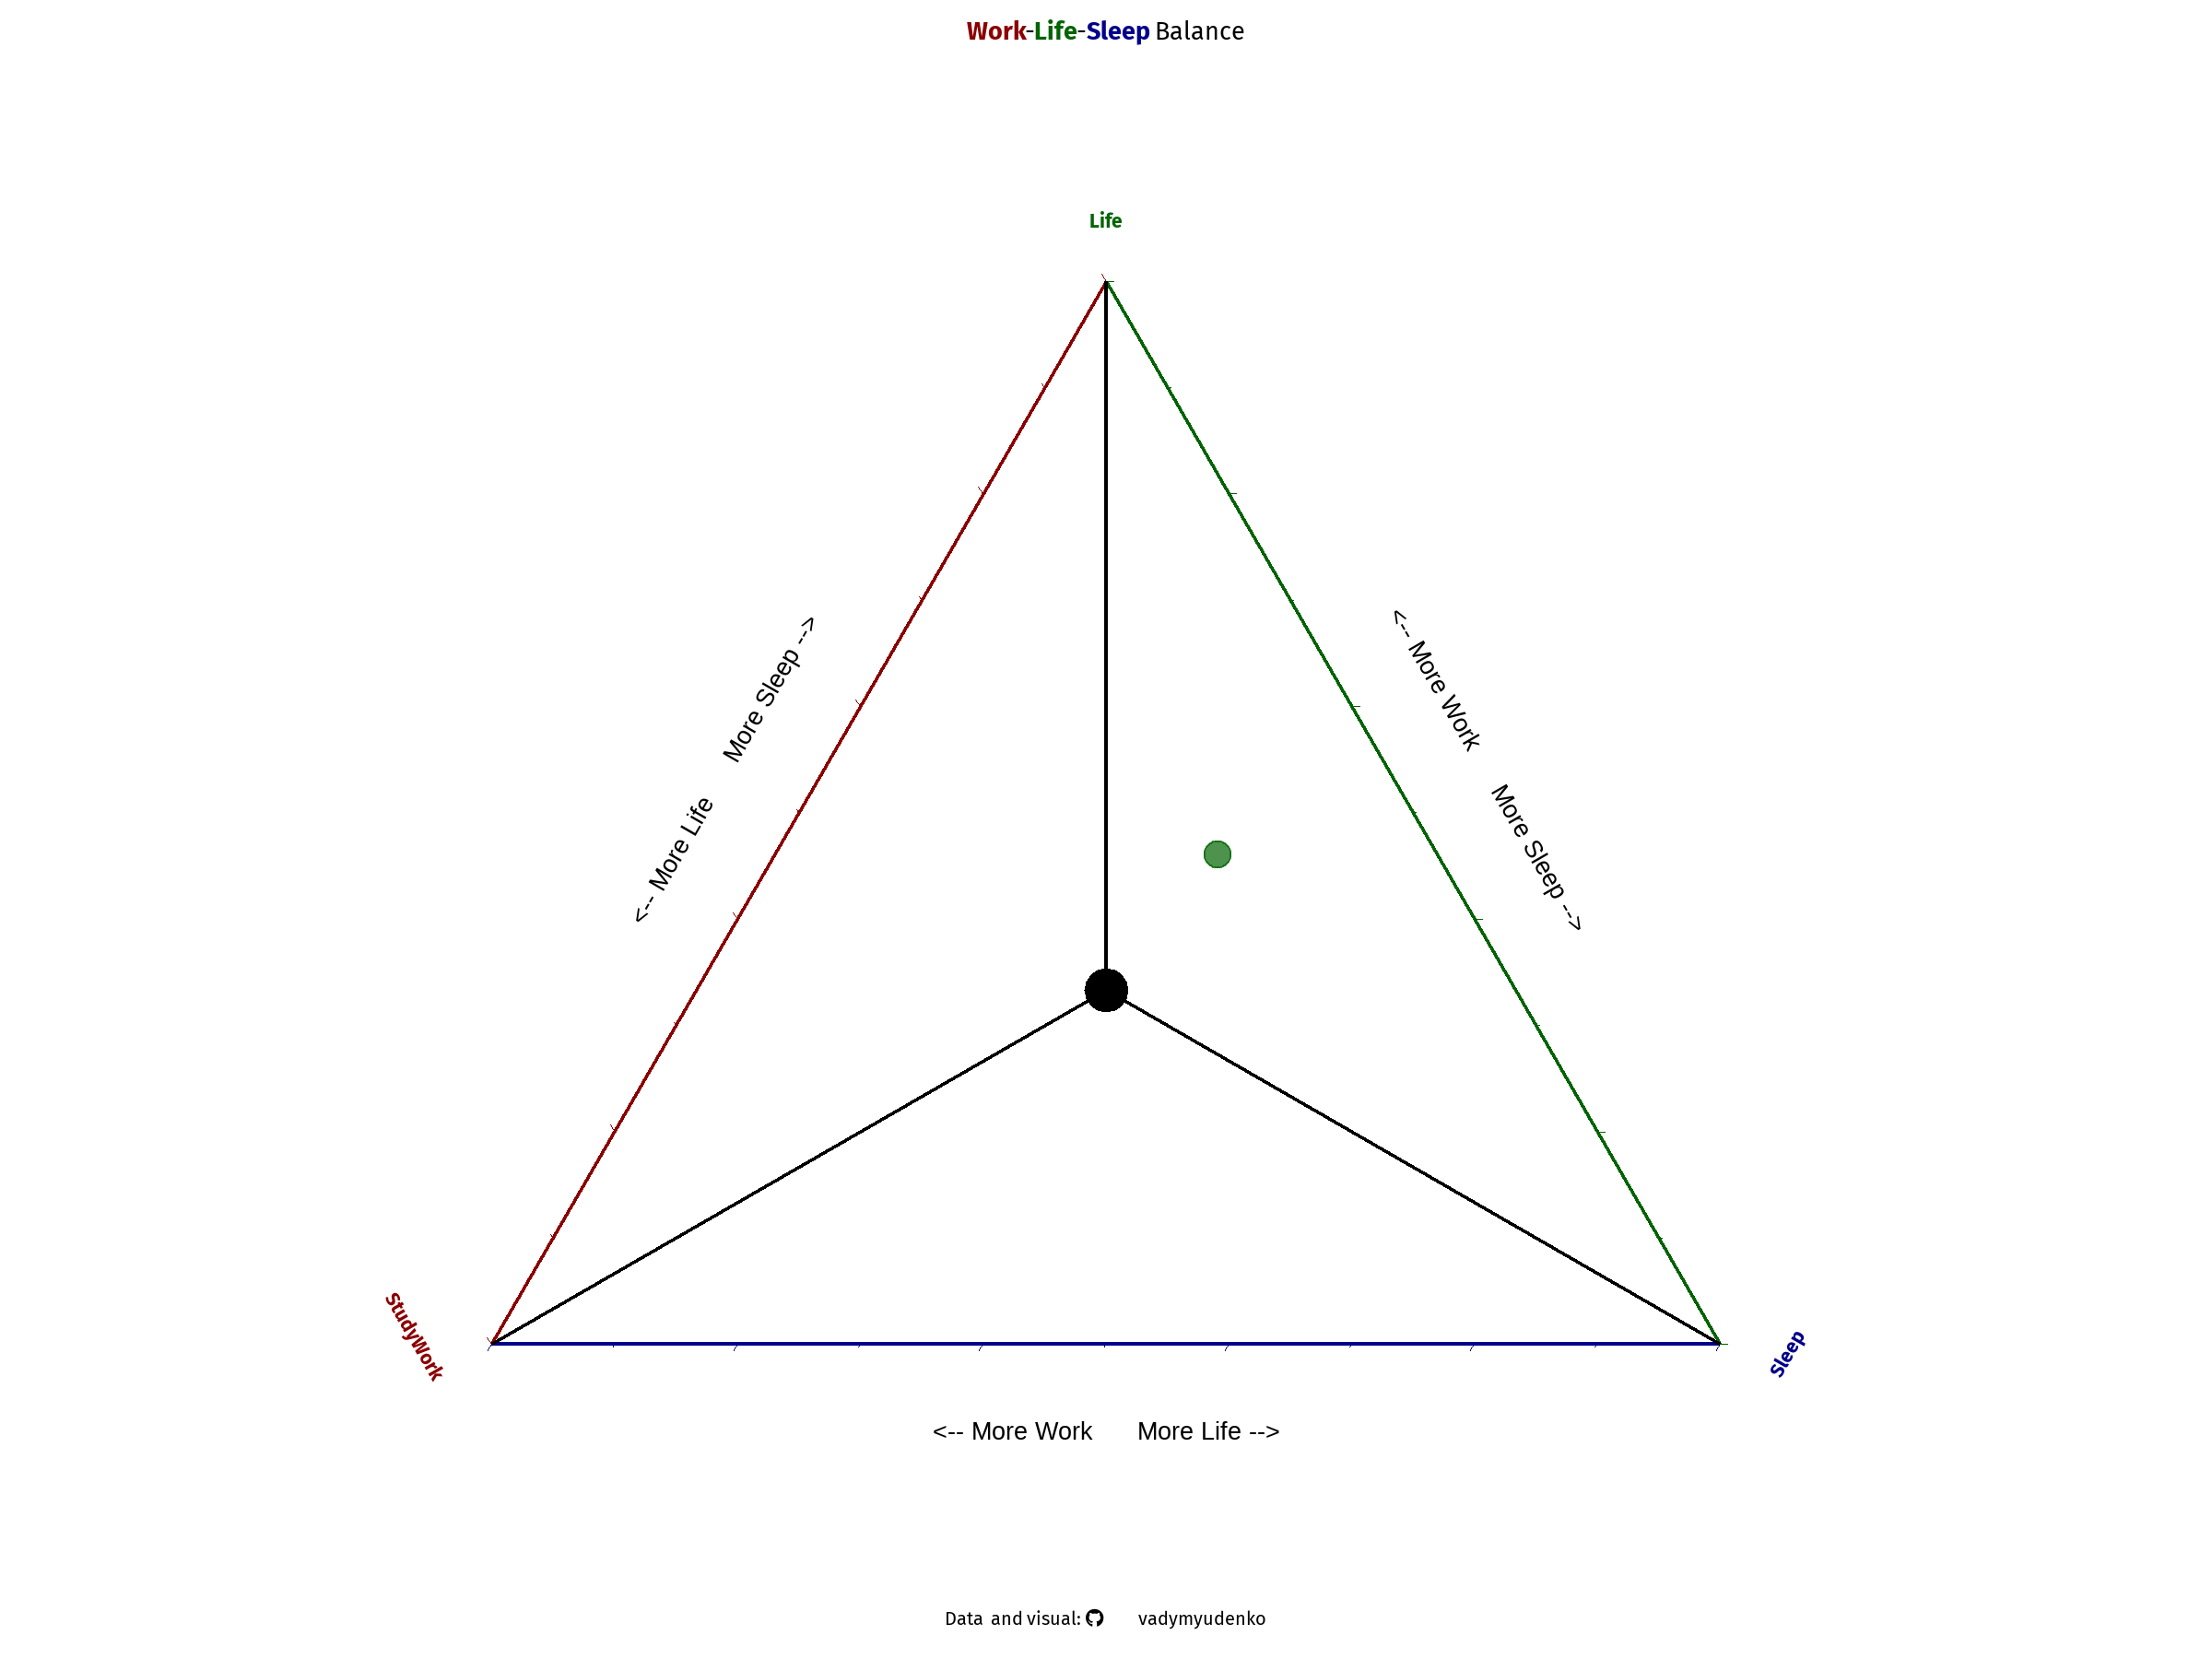 Work-Life-Sleep Balance
Life
<-- More Life More Sleep -->
<-- More Work More Sleep -->
StudyWork
Sleep
<-- More Work More Life -->
Data and visual: vadymyudenko